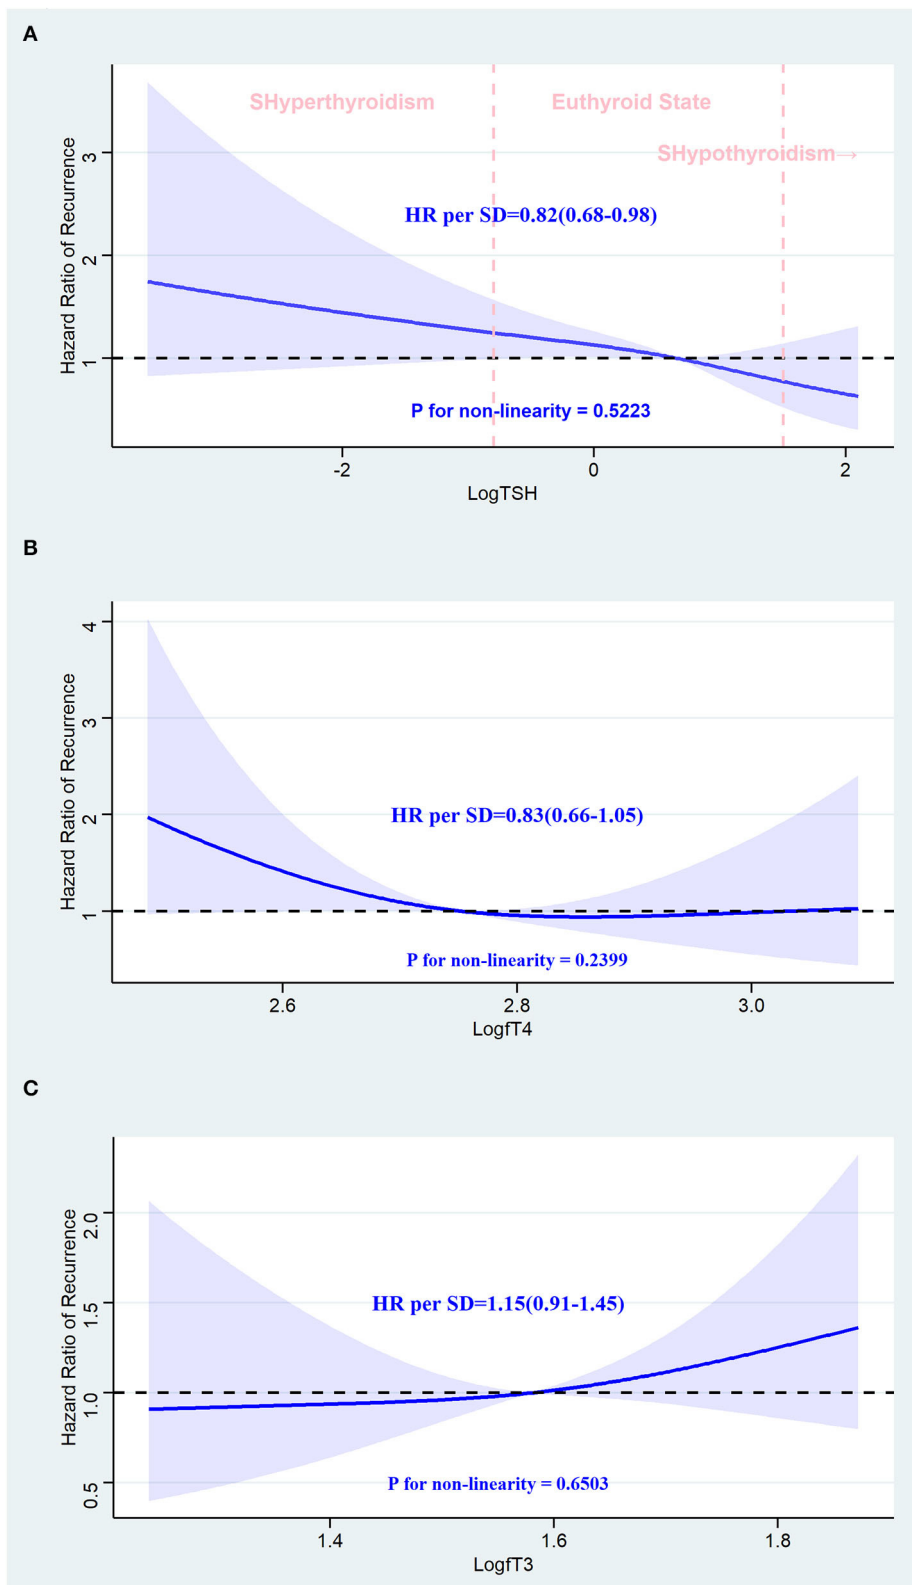 A
SHyperthyroidism
Euthyroid State
SHypothyroidism→
HR per SD=0.82(0.68-0.98)
P for non-linearity = 0.5223
Hazard Ratio of Recurrence
3
2
1
-2
0
2
LogTSH
B
HR per SD=0.83(0.66-1.05)
P for non-linearity = 0.2399
Hazard Ratio of Recurrence
4
3
2
1
2.6
2.8
3.0
LogfT4
C
HR per SD=1.15(0.91-1.45)
P for non-linearity = 0.6503
Hazard Ratio of Recurrence
2.0
1.5
1.0
0.5
1.4
1.6
1.8
LogfT3